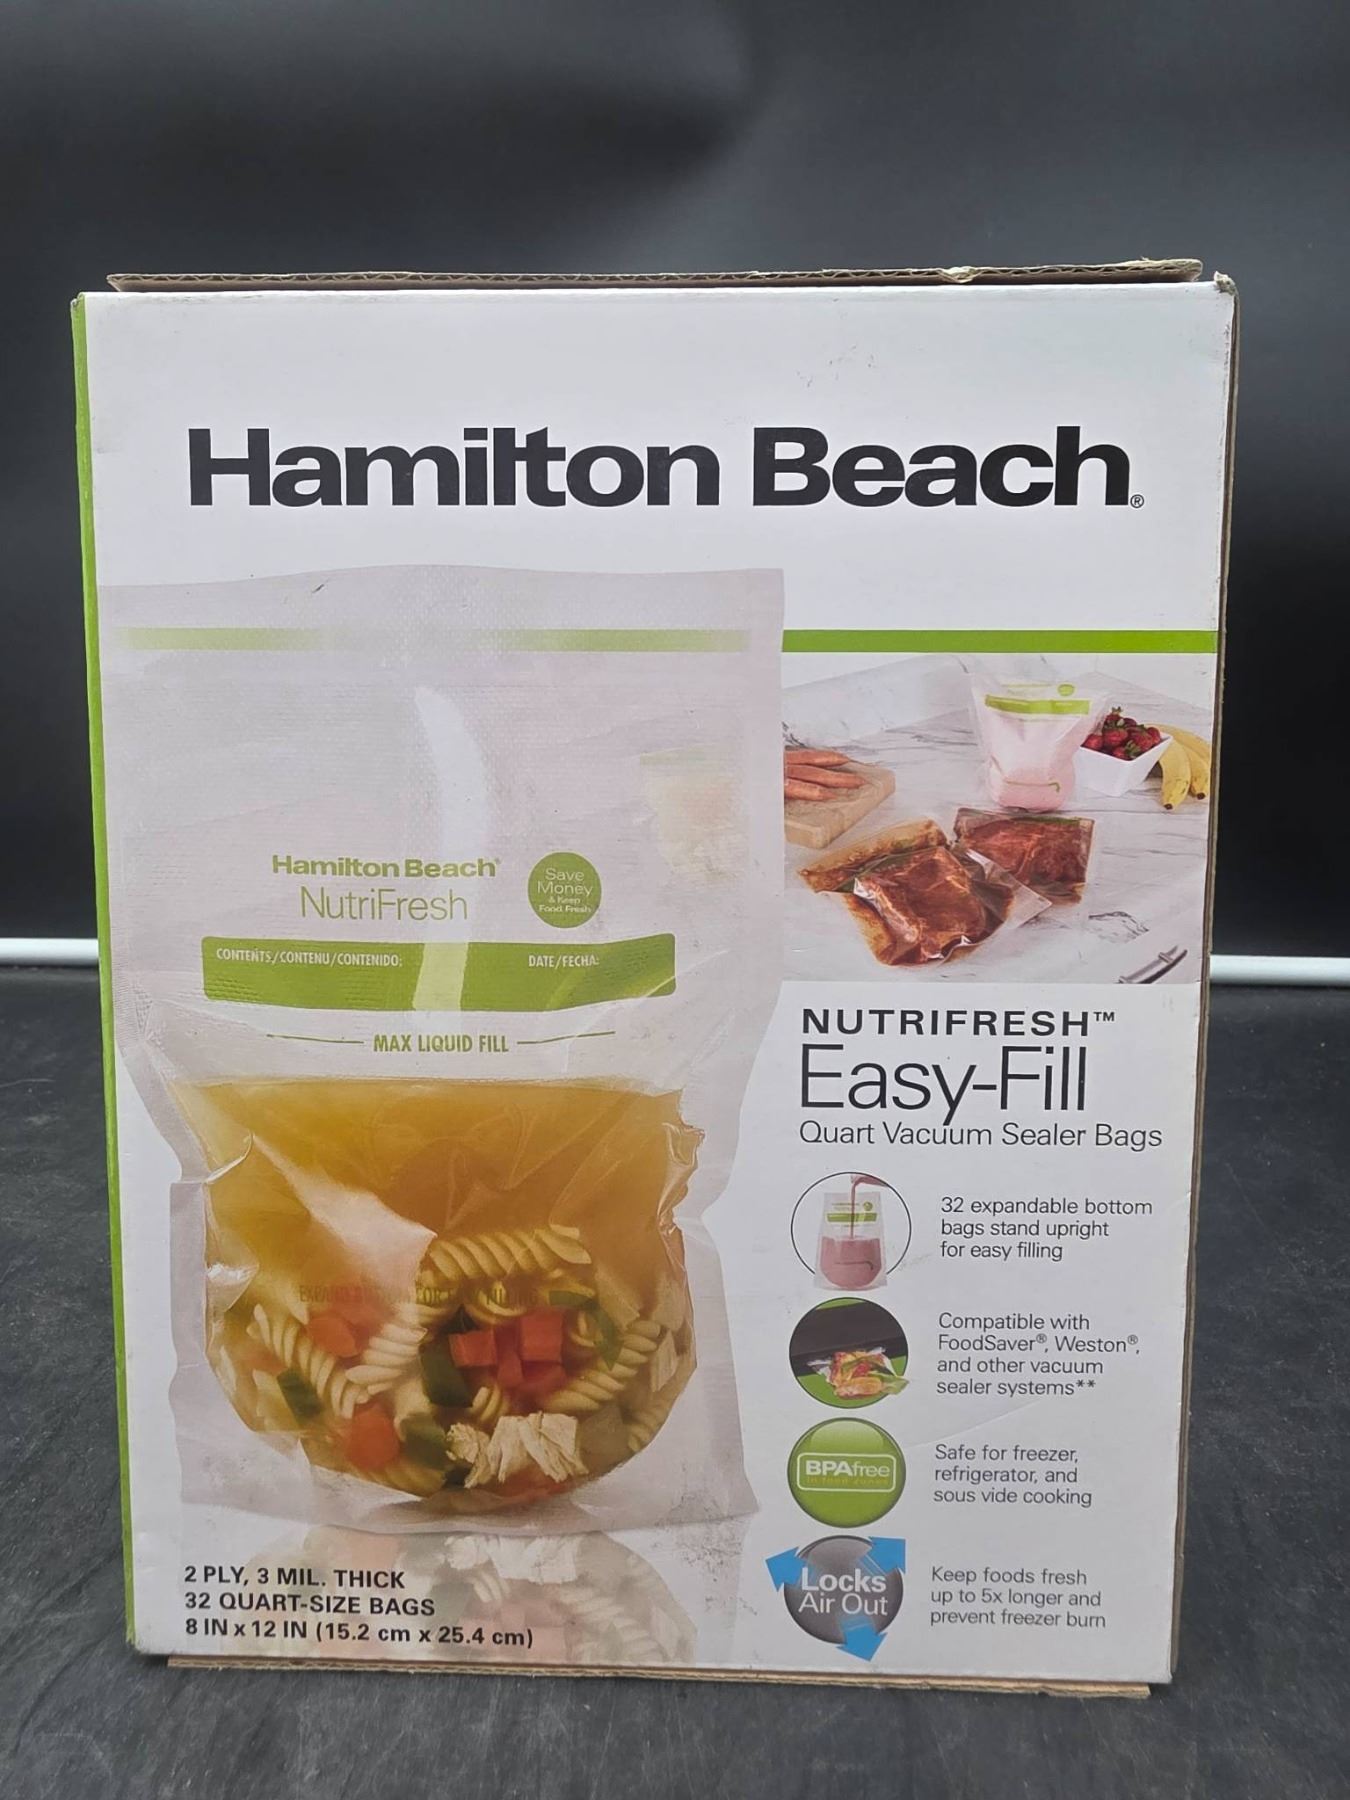 Hamilton Beach®
Hamilton Beach®
NutriFresh
Save
Money
& Keep
Food Fresh
CONTENTS/CONTENU/CONTENIDO:
DATE/FECHA:
MAX LIQUID FILL
2 PLY, 3 MIL. THICK
32 QUART-SIZE BAGS
8 IN x 12 IN (15.2 cm x 25.4 cm)
NUTRIFRESH™
Easy-Fill
Quart Vacuum Sealer Bags
32 expandable bottom
bags stand upright
for easy filling
Compatible with
FoodSaver®, Weston®,
and other vacuum
sealer systems**
BPAfree
in food zones
Safe for freezer,
refrigerator, and
sous vide cooking
Locks
Air Out
Keep foods fresh
up to 5x longer and
prevent freezer burn